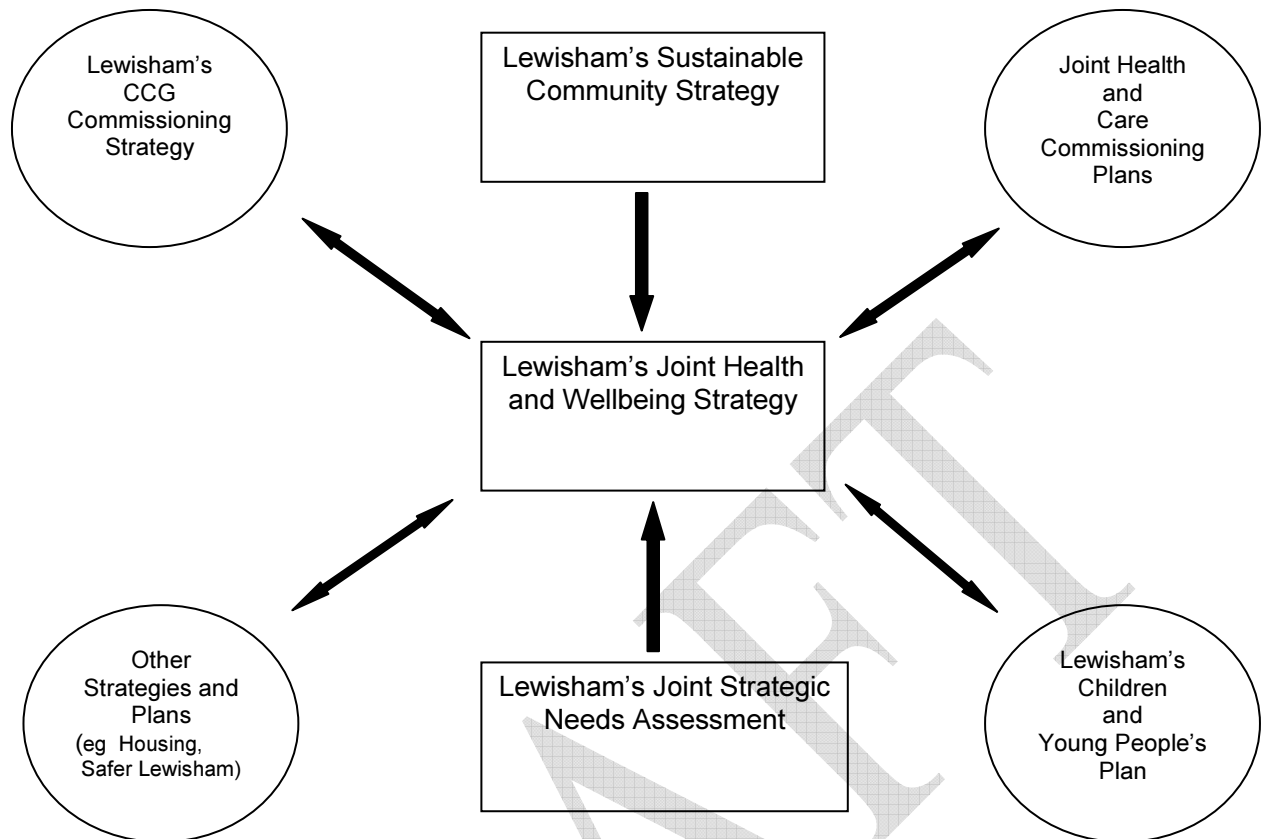 Lewisham’s
CCG
Commissioning
Strategy
Lewisham’s Sustainable
Community Strategy
Joint Health
and
Care
Commissioning
Plans
Lewisham’s Joint Health
and Wellbeing Strategy
Other
Strategies and
Plans
(eg Housing,
Safer Lewisham)
Lewisham’s Joint Strategic
Needs Assessment
Lewisham’s
Children
and
Young People’s
Plan
AFT